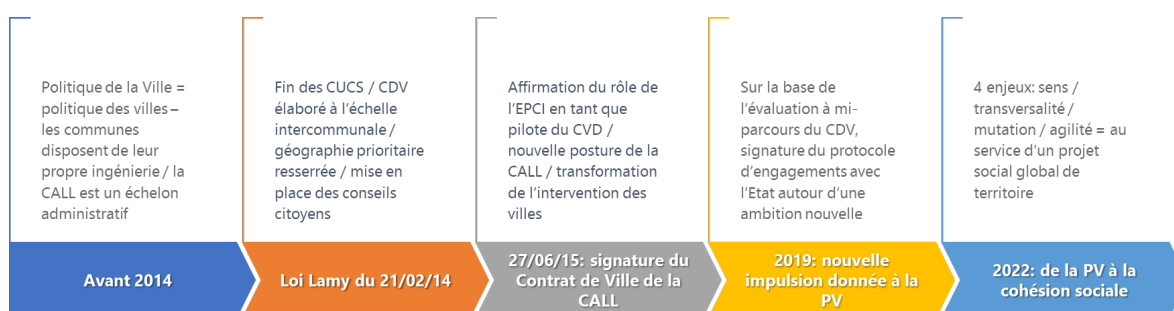 Politique de la Ville =
politique des villes –
les communes
disposent de leur
propre ingénierie / la
CALL est un échelon
administratif
Avant 2014
Fin des CUCS / CDV
élaboré à l'échelle
intercommunale /
géographie prioritaire
resserrée / mise en
place des conseils
citoyens
Loi Lamy du 21/02/14
Affirmation du rôle de
l'EPCI en tant que
pilote du CVD /
nouvelle posture de la
CALL / transformation
de l'intervention des
villes
27/06/15: signature du
Contrat de Ville de la
CALL
Sur la base de
l'évaluation à mi-
parcours du CDV,
signature du protocole
d'engagements avec
l'Etat autour d'une
ambition nouvelle
2019: nouvelle
impulsion donnée à la
PV
4 enjeux: sens /
transversalité /
mutation / agilité = au
service d'un projet
social global de
territoire
2022: de la PV à la
cohésion sociale